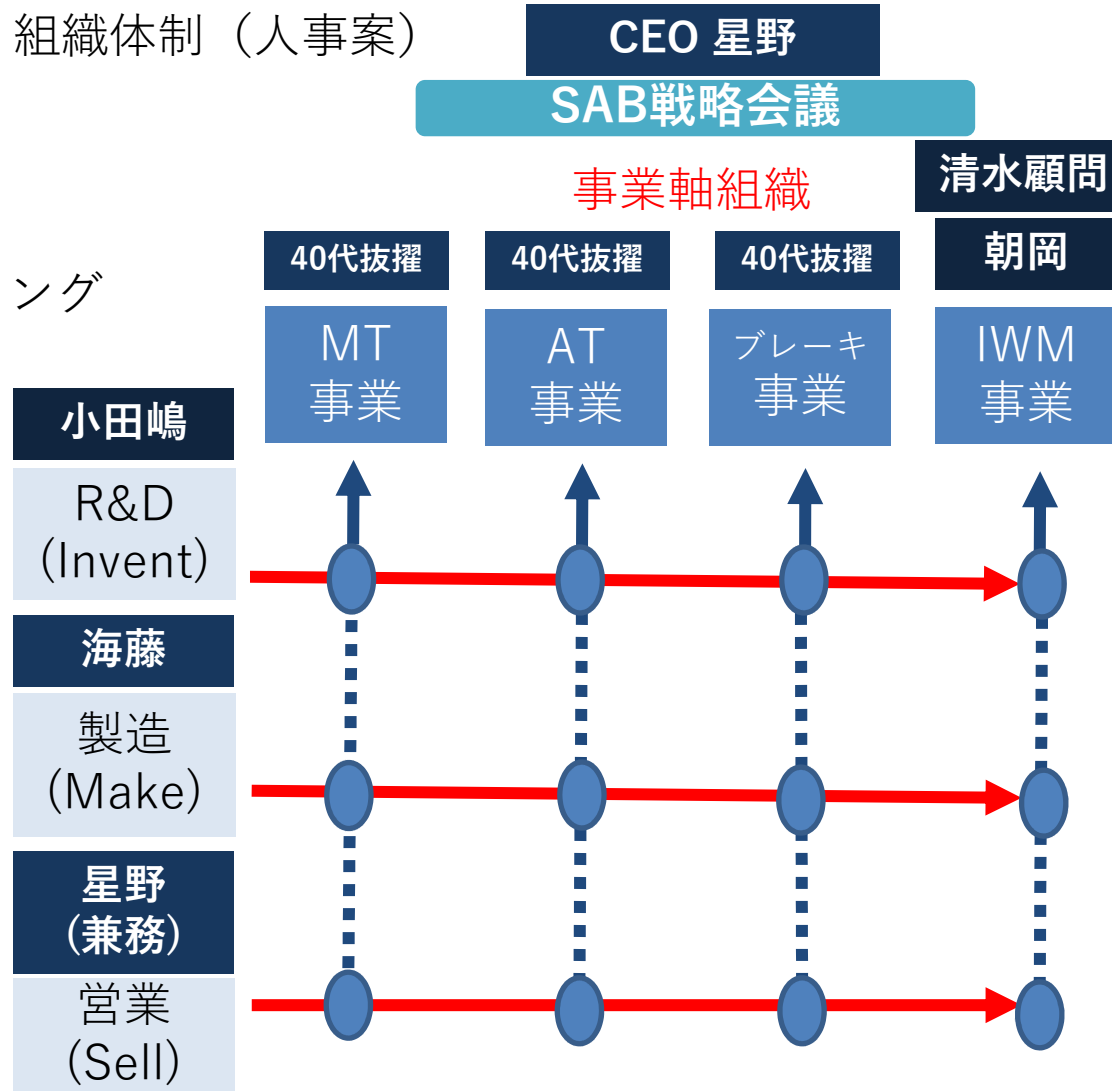 組織体制（人事案）
CEO 星野
SAB戦略会議
事業軸組織
清水顧問
40代抜擢
40代抜擢
40代抜擢
朝岡
ング
MT
事業
AT
事業
ブレーキ
事業
IWM
事業
小田嶋
R&D
(Invent)
海藤
製造
(Make)
星野
(兼務)
営業
(Sell)